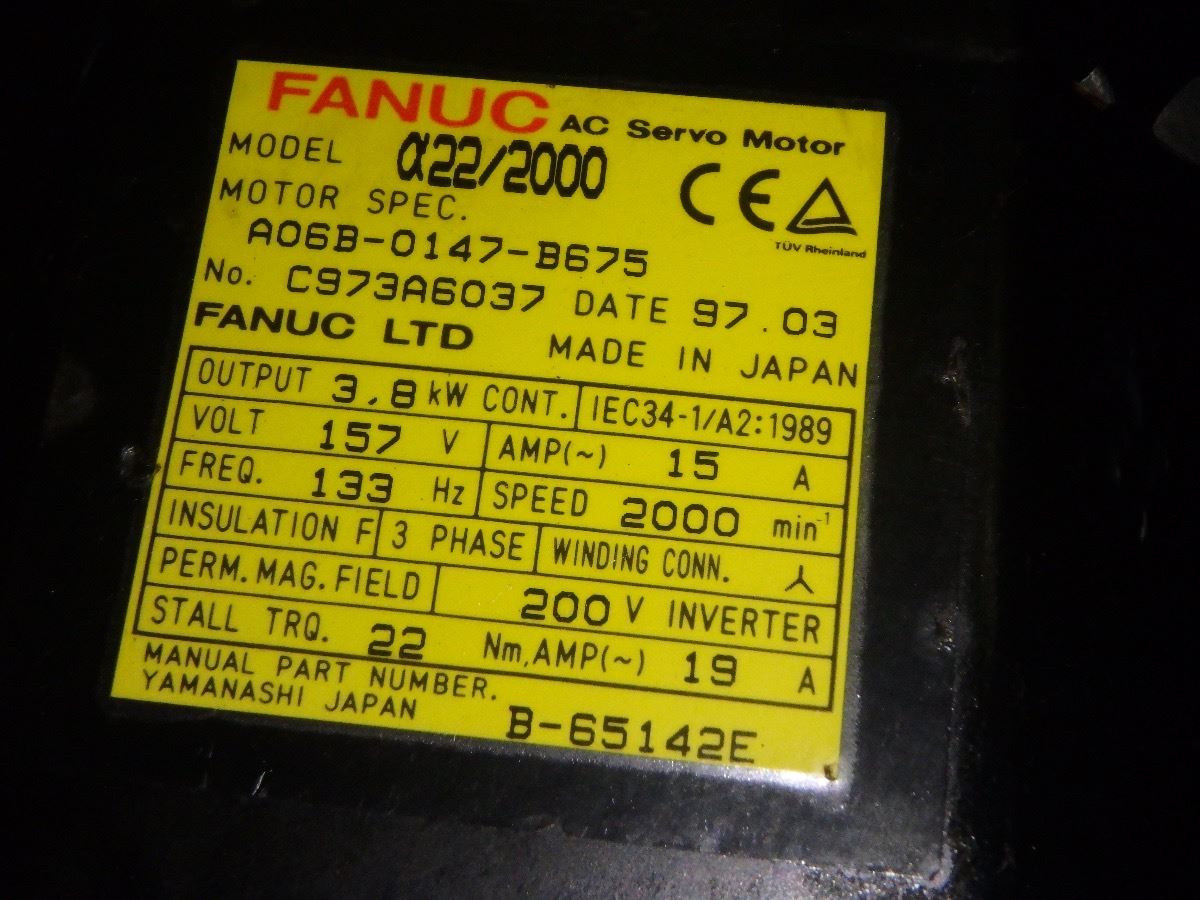 FANUC AC Servo Motor
MODEL α22/2000
CE
TÜV Rheinland
MOTOR SPEC.
A06B-0147-B675
No. C973A6037 DATE 97.03
FANUC LTD MADE IN JAPAN
OUTPUT 3,8 kW CONT. IEC34-1/A2:1989
VOLT 157 V AMP(~) 15 A
FREQ. 133 Hz SPEED 2000 min⁻¹
INSULATION F 3 PHASE WINDING CONN.
PERM. MAG. FIELD 200 V INVERTER
STALL TRQ. 22 Nm, AMP(~) 19 A
MANUAL PART NUMBER.
YAMANASHI JAPAN B-65142E